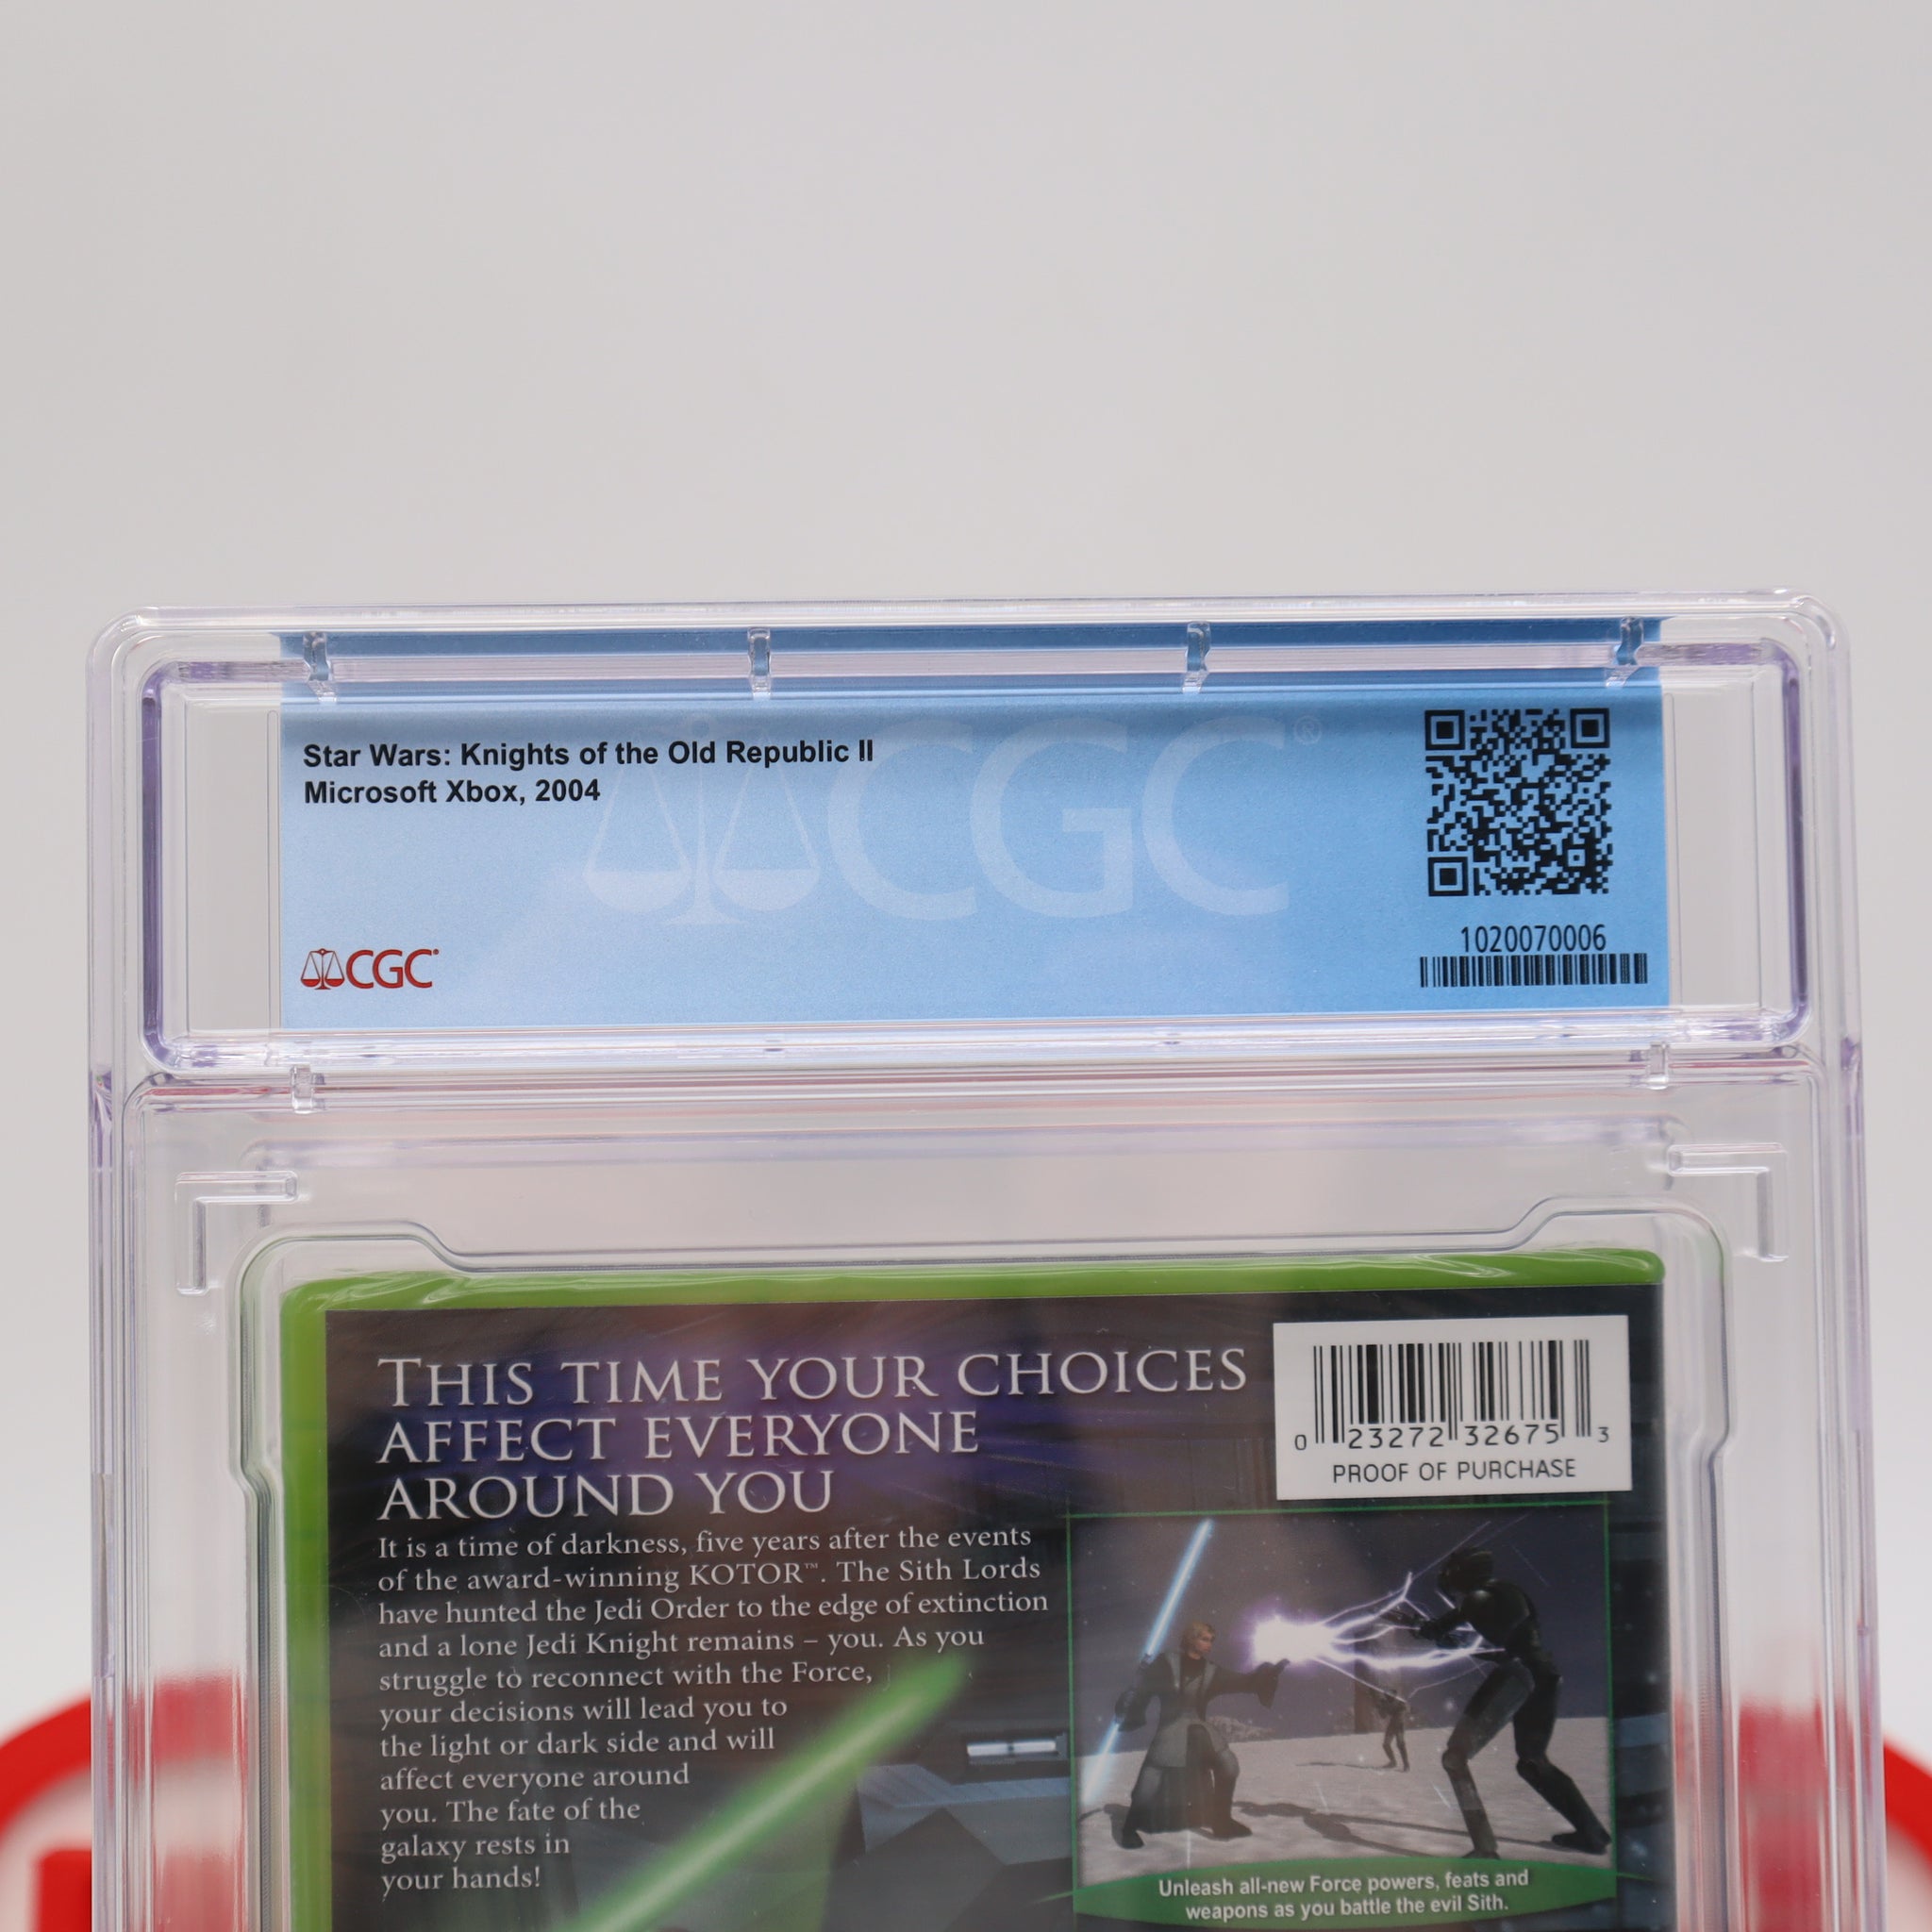 Star Wars: Knights of the Old Republic II
Microsoft Xbox, 2004
CGC®
CGC®
1020070006
THIS TIME YOUR CHOICES
AFFECT EVERYONE
AROUND YOU
0 23272 32675 3
PROOF OF PURCHASE
It is a time of darkness, five years after the events
of the award-winning KOTOR™. The Sith Lords
have hunted the Jedi Order to the edge of extinction
and a lone Jedi Knight remains – you. As you
struggle to reconnect with the Force,
your decisions will lead you to
the light or dark side and will
affect everyone around
you. The fate of the
galaxy rests in
your hands!
Unleash all-new Force powers, feats and
weapons as you battle the evil Sith.